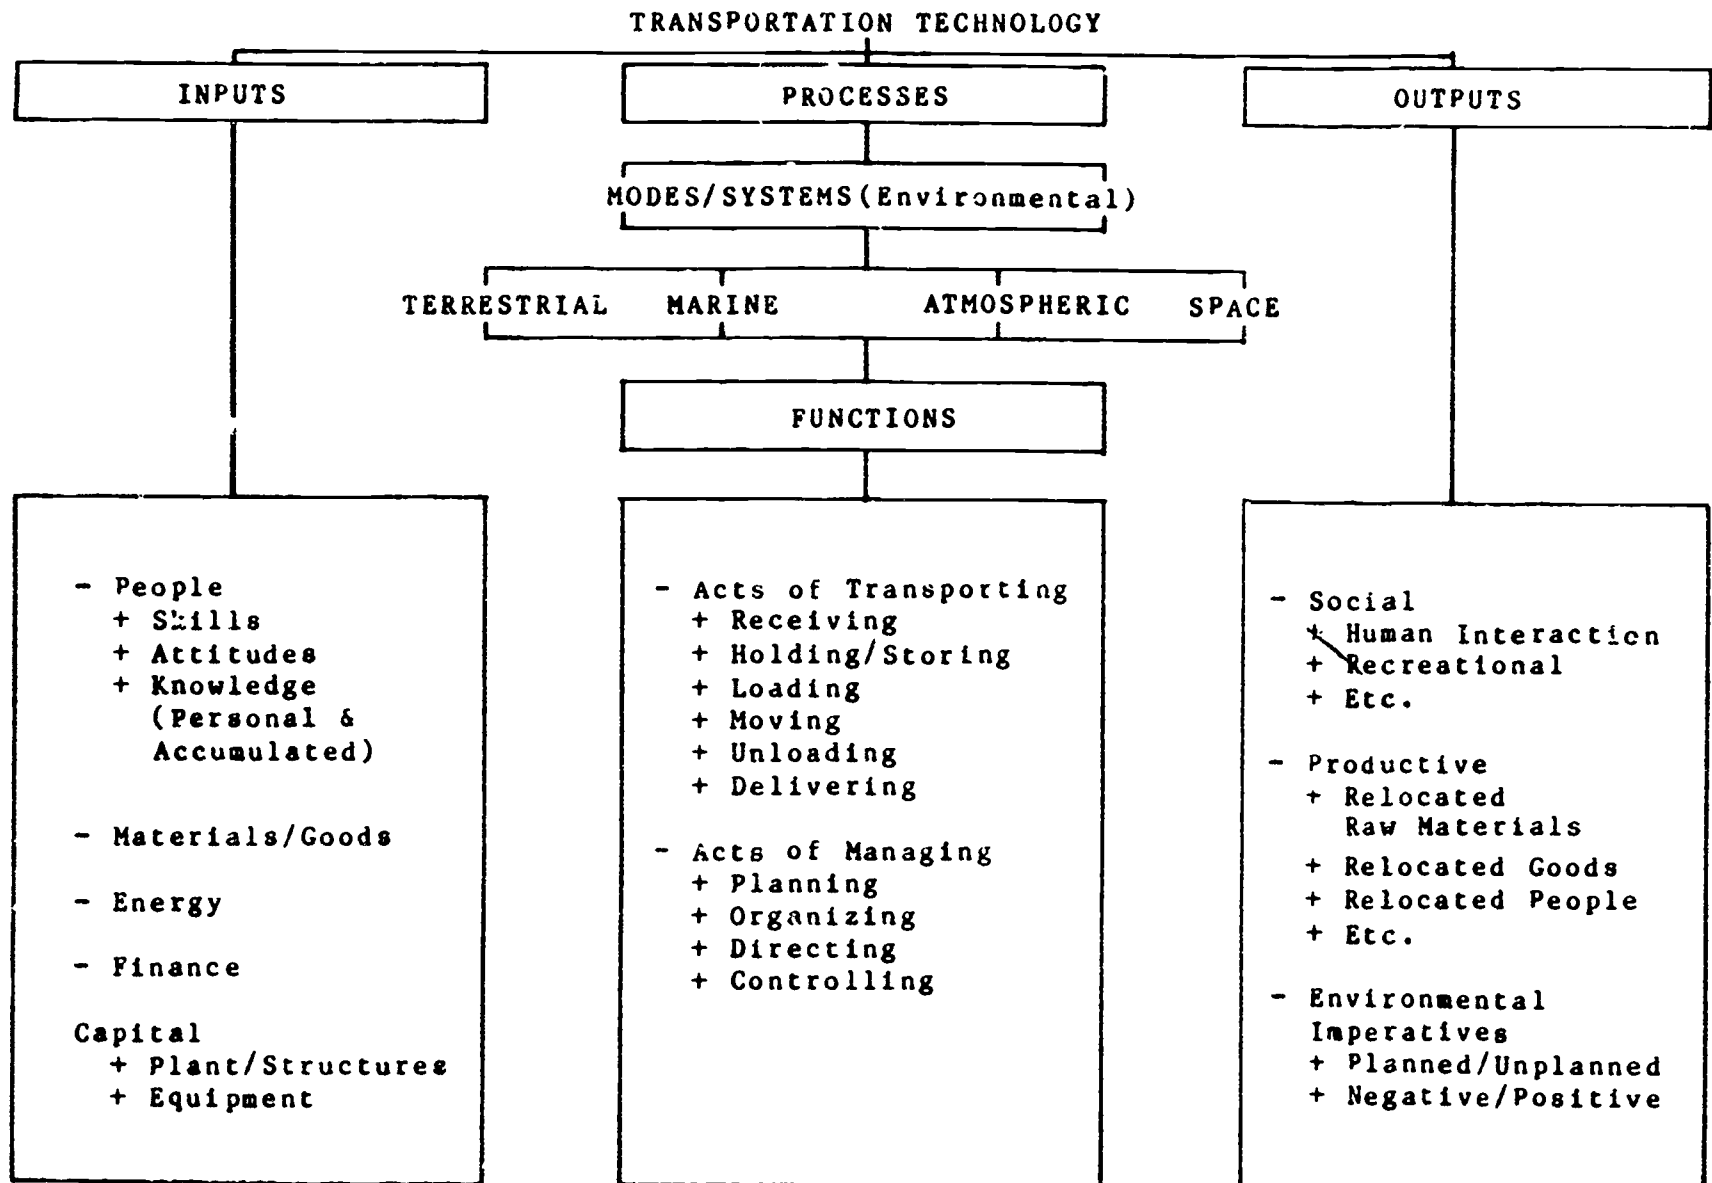 TRANSPORTATION TECHNOLOGY
INPUTS
PROCESSES
OUTPUTS
MODES/SYSTEMS(Environmental)
TERRESTRIAL MARINE ATMOSPHERIC SPACE
FUNCTIONS
- People
+ Skills
+ Attitudes
+ Knowledge
(Personal &
Accumulated)
- Materials/Goods
- Energy
- Finance
Capital
+ Plant/Structures
+ Equipment
- Acts of Transporting
+ Receiving
+ Holding/Storing
+ Loading
+ Moving
+ Unloading
+ Delivering
- Acts of Managing
+ Planning
+ Organizing
+ Directing
+ Controlling
- Social
+ Human Interaction
+ Recreational
+ Etc.
- Productive
+ Relocated
Raw Materials
+ Relocated Goods
+ Relocated People
+ Etc.
- Environmental
Imperatives
+ Planned/Unplanned
+ Negative/Positive